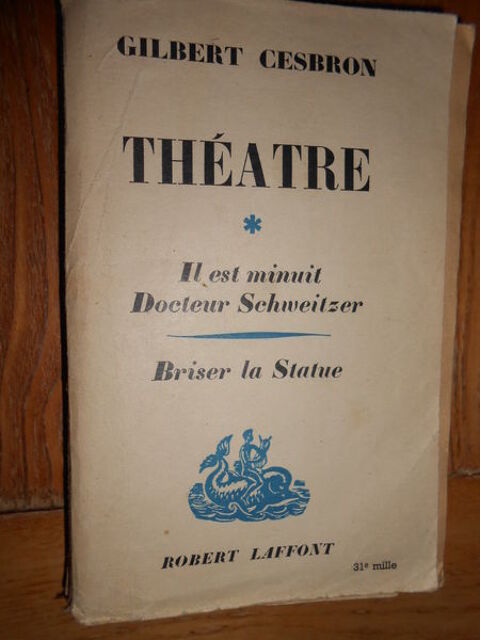 GILBERT CESBRON
THÉATRE
*
Il est minuit
Docteur Schweitzer
Briser la Statue
ROBERT LAFFONT
31e mille